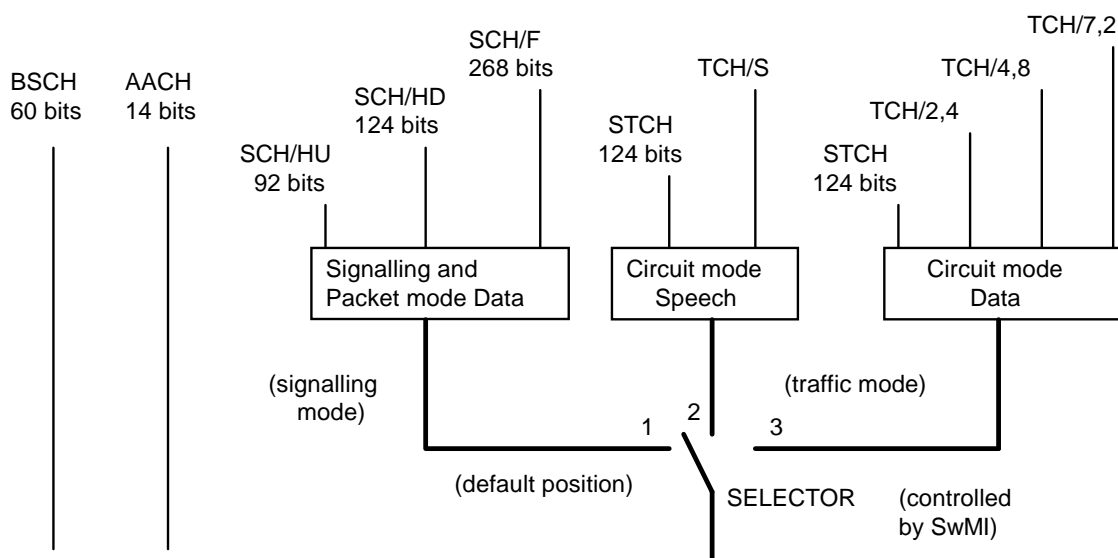 BSCH
60 bits
AACH
14 bits
SCH/HU
92 bits
SCH/HD
124 bits
SCH/F
268 bits
STCH
124 bits
TCH/S
STCH
124 bits
TCH/2,4
TCH/4,8
TCH/7,2
Signalling and
Packet mode Data
Circuit mode
Speech
Circuit mode
Data
(signalling
mode)
(traffic mode)
1
2
3
(default position)
SELECTOR
(controlled
by SwMI)